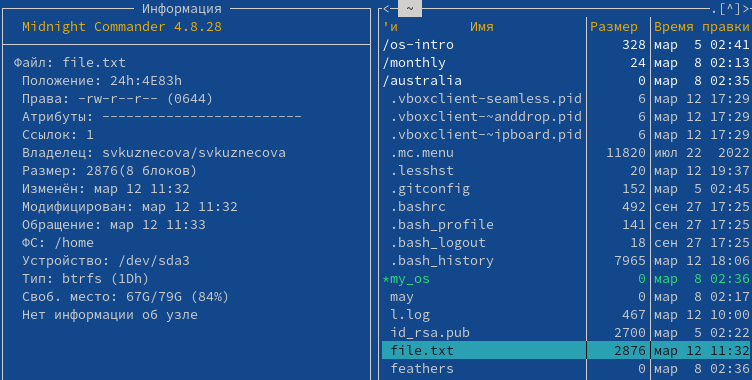 Информация
Midnight Commander 4.8.28
Файл: file.txt
Положение: 24h:4E83h
Права: -rw-r--r-- (0644)
Атрибуты: -------------------------
Ссылок: 1
Владелец: svkuznecova/svkuznecova
Размер: 2876(8 блоков)
Изменён: мар 12 11:32
Модифицирован: мар 12 11:32
Обращение: мар 12 11:33
ФС: /home
Устройство: /dev/sda3
Тип: btrfs (1Dh)
Своб. место: 67G/79G (84%)
Нет информации об узле
<- ~ .[^]>
'и Имя Размер Время правки
/os-intro 328 мар 5 02:41
/monthly 24 мар 8 02:13
/australia 0 мар 8 02:35
.vboxclient-seamless.pid 6 мар 12 17:29
.vboxclient-~anddrop.pid 6 мар 12 17:29
.vboxclient-~ipboard.pid 6 мар 12 17:29
.mc.menu 11820 июл 22 2022
.lesshst 20 мар 12 19:37
.gitconfig 152 мар 5 02:45
.bashrc 492 сен 27 17:25
.bash_profile 141 сен 27 17:25
.bash_logout 18 сен 27 17:25
.bash_history 7965 мар 12 18:06
*my_os 0 мар 8 02:36
may 0 мар 8 02:17
l.log 467 мар 12 10:00
id_rsa.pub 2700 мар 5 02:22
file.txt 2876 мар 12 11:32
feathers 0 мар 8 02:36